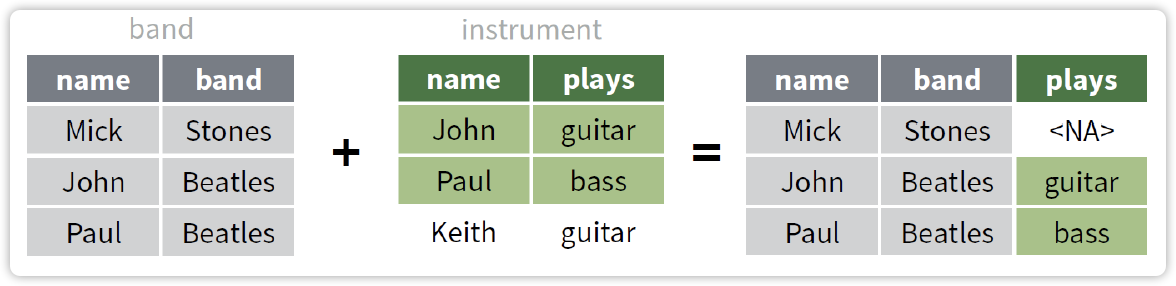 band instrument
name band name plays name band plays
Mick Stones John guitar Mick Stones <NA>
+ =
John Beatles Paul bass John Beatles guitar
Paul Beatles Keith guitar Paul Beatles bass